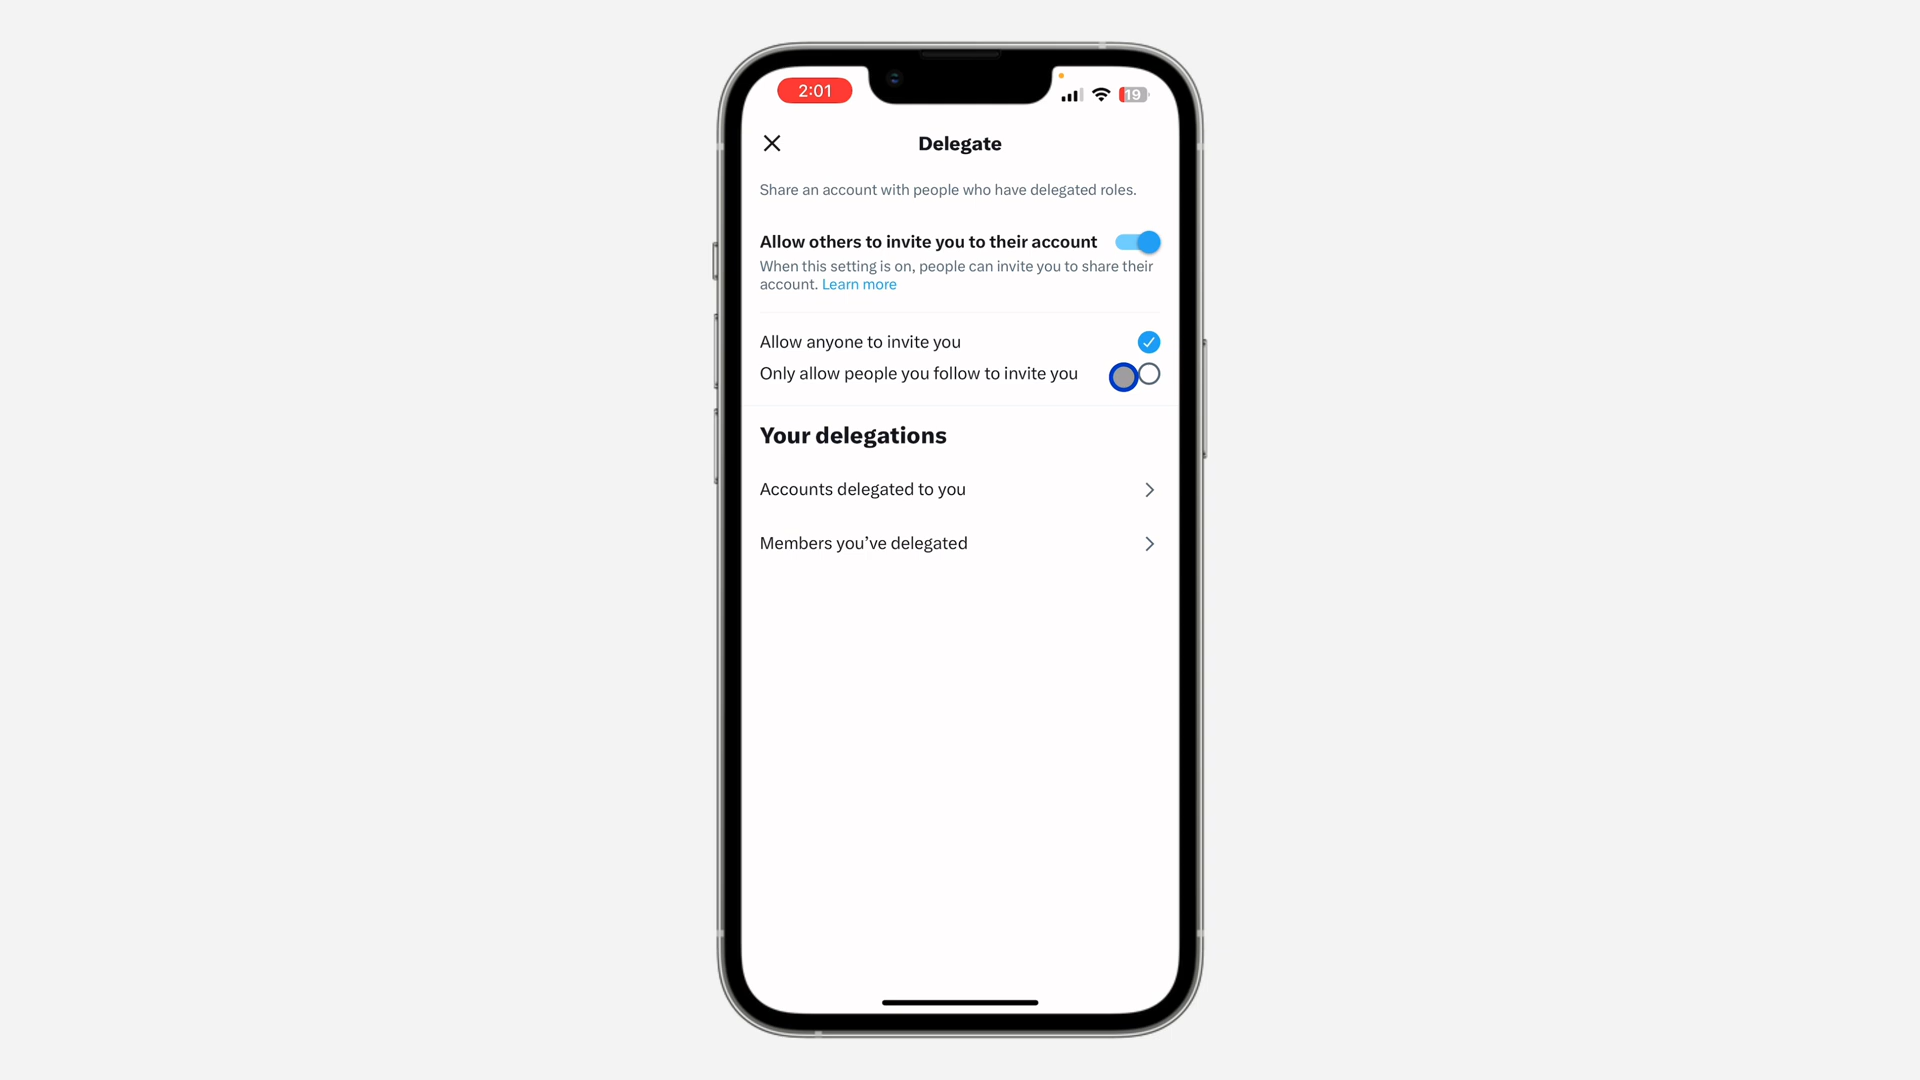 2:01
19
Delegate
Share an account with people who have delegated roles.
Allow others to invite you to their account
When this setting is on, people can invite you to share their
account. Learn more
Allow anyone to invite you
Only allow people you follow to invite you
Your delegations
Accounts delegated to you
Members you’ve delegated